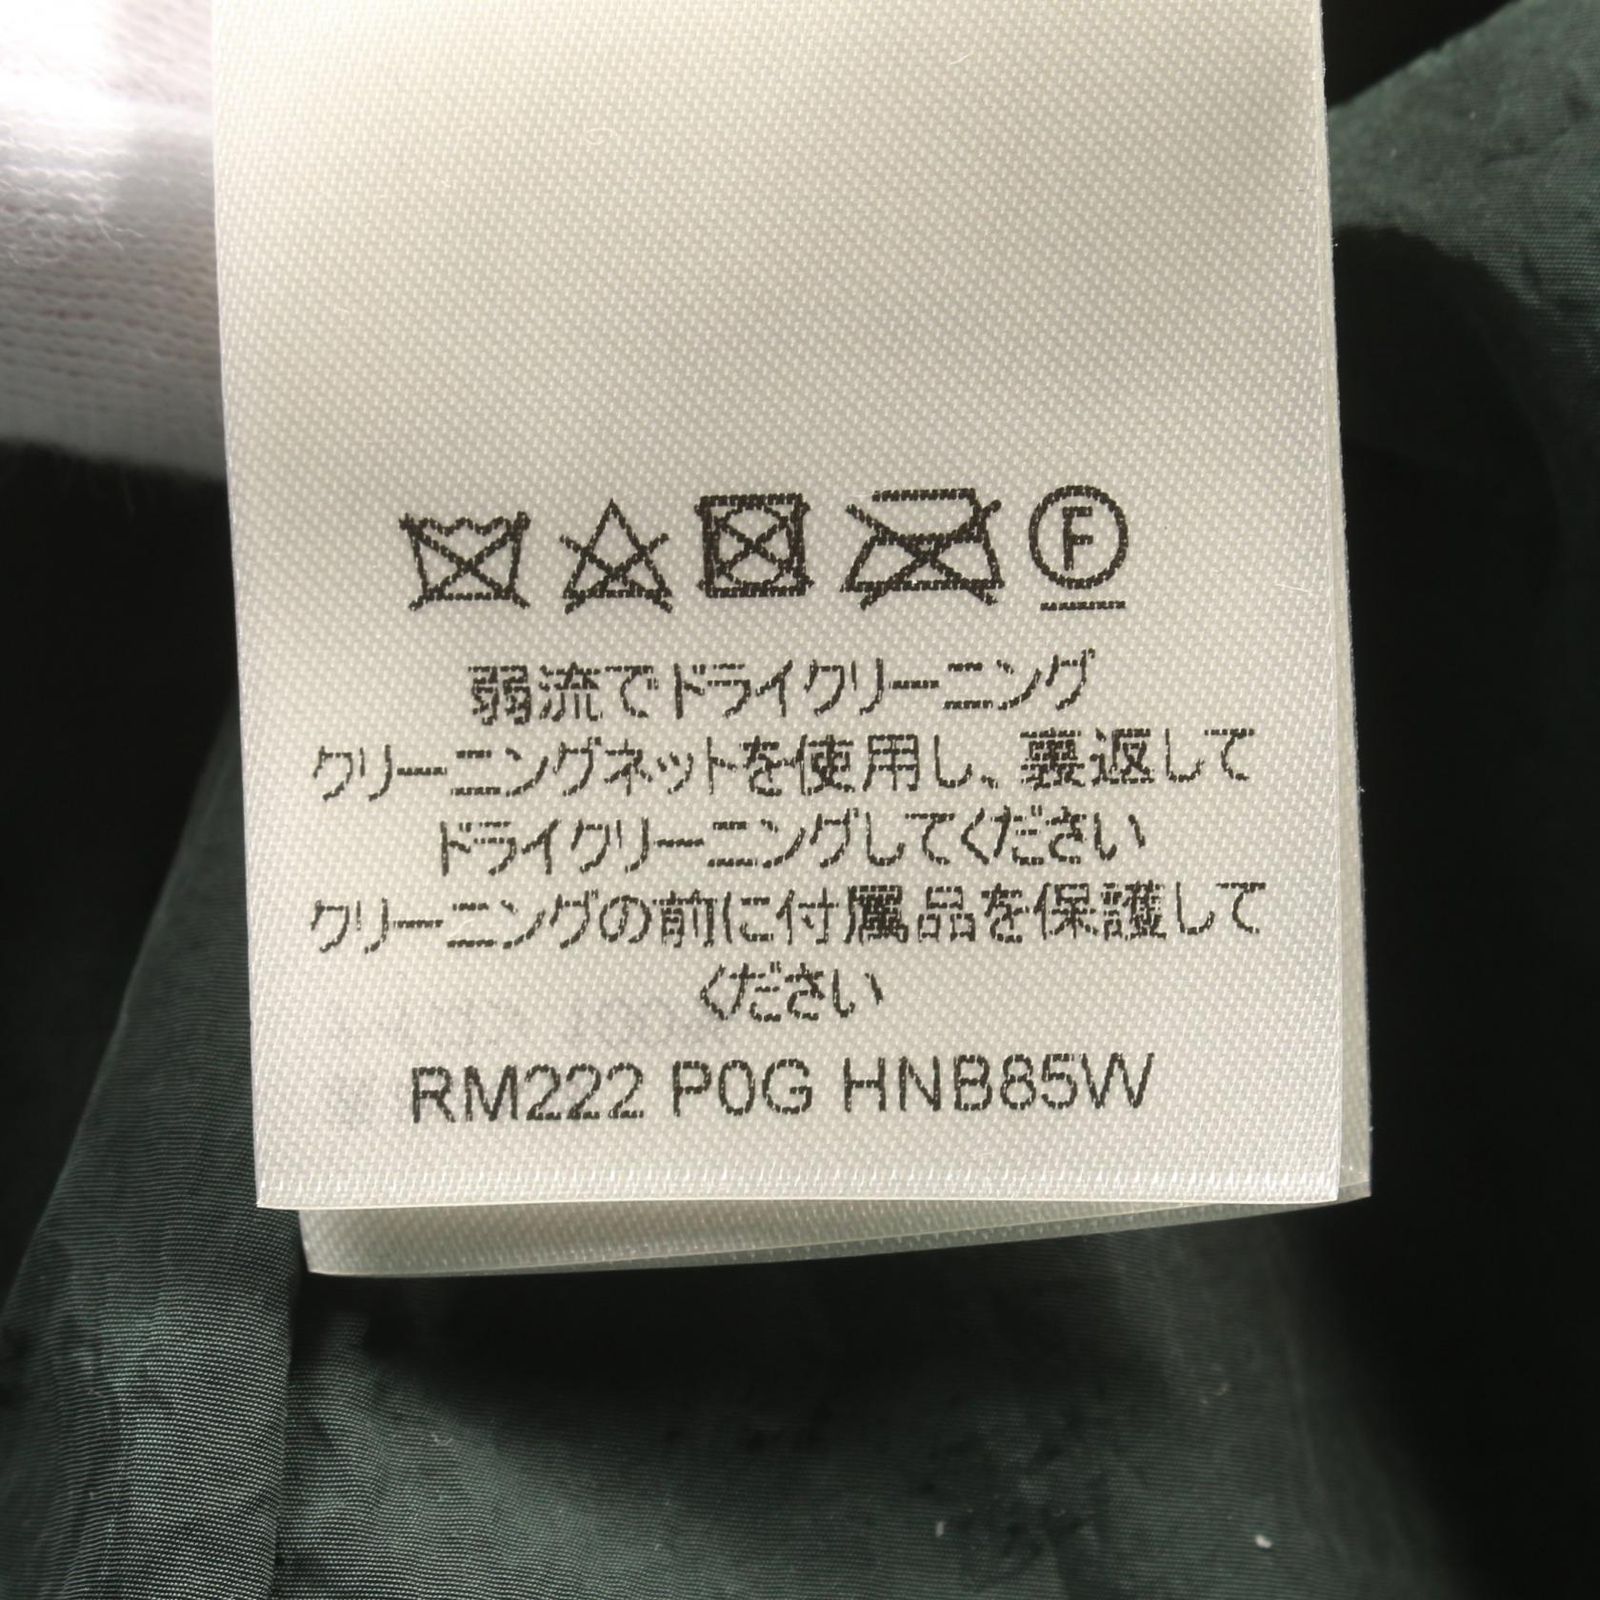 F
弱流でドライクリーニング
クリーニングネットを使用し、裏返して
ドライクリーニングしてください
クリーニングの前に付属品を保護して
ください
RM222 P0G HNB85W